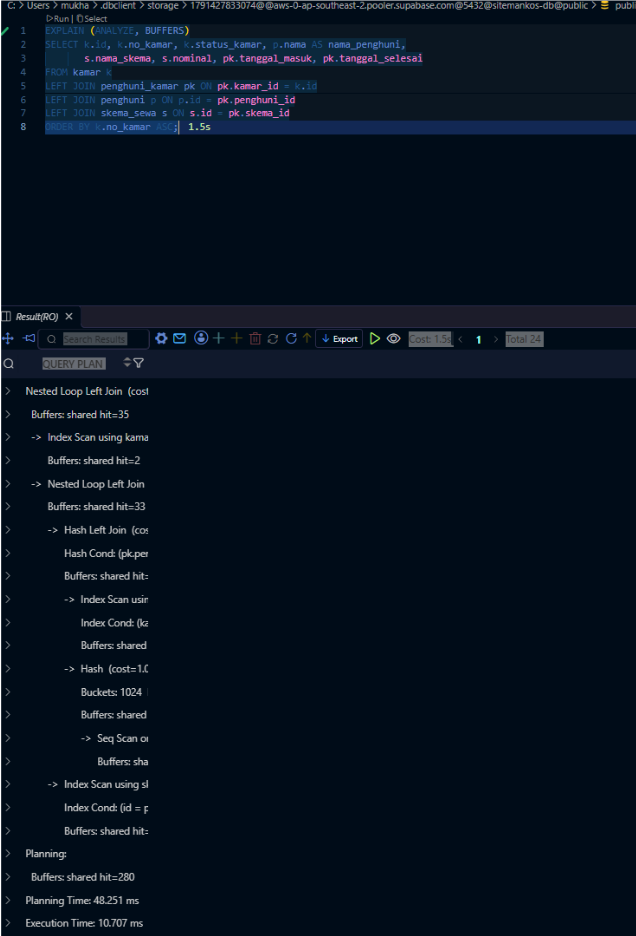 C: > Users > mukha > .dbclient > storage > 1791427833074@@aws-0-ap-southeast-2.pooler.supabase.com@5432@sitemankos-db@public > publ
Run | Select
1 EXPLAIN (ANALYZE, BUFFERS)
2 SELECT k.id, k.no_kamar, k.status_kamar, p.nama AS nama_penghuni,
3 s.nama_skema, s.nominal, pk.tanggal_masuk, pk.tanggal_selesai
4 FROM kamar k
5 LEFT JOIN penghuni_kamar pk ON pk.kamar_id = k.id
6 LEFT JOIN penghuni p ON p.id = pk.penghuni_id
7 LEFT JOIN skema_sewa s ON s.id = pk.skema_id
8 ORDER BY k.no_kamar ASC; 1.5s
Result(RO) ×
Search Results Export Cost: 1.5s < 1 > Total 24
QUERY PLAN
> Nested Loop Left Join (cost
> Buffers: shared hit=35
> -> Index Scan using kama
> Buffers: shared hit=2
> -> Nested Loop Left Join
> Buffers: shared hit=33
> -> Hash Left Join (cos
> Hash Cond: (pk.per
> Buffers: shared hit=
> -> Index Scan usin
> Index Cond: (ka
> Buffers: shared
> -> Hash (cost=1.0
> Buckets: 1024
> Buffers: shared
> -> Seq Scan o
> Buffers: sha
> -> Index Scan using sk
> Index Cond: (id = p
> Buffers: shared hit=
> Planning:
> Buffers: shared hit=280
> Planning Time: 48.251 ms
> Execution Time: 10.707 ms